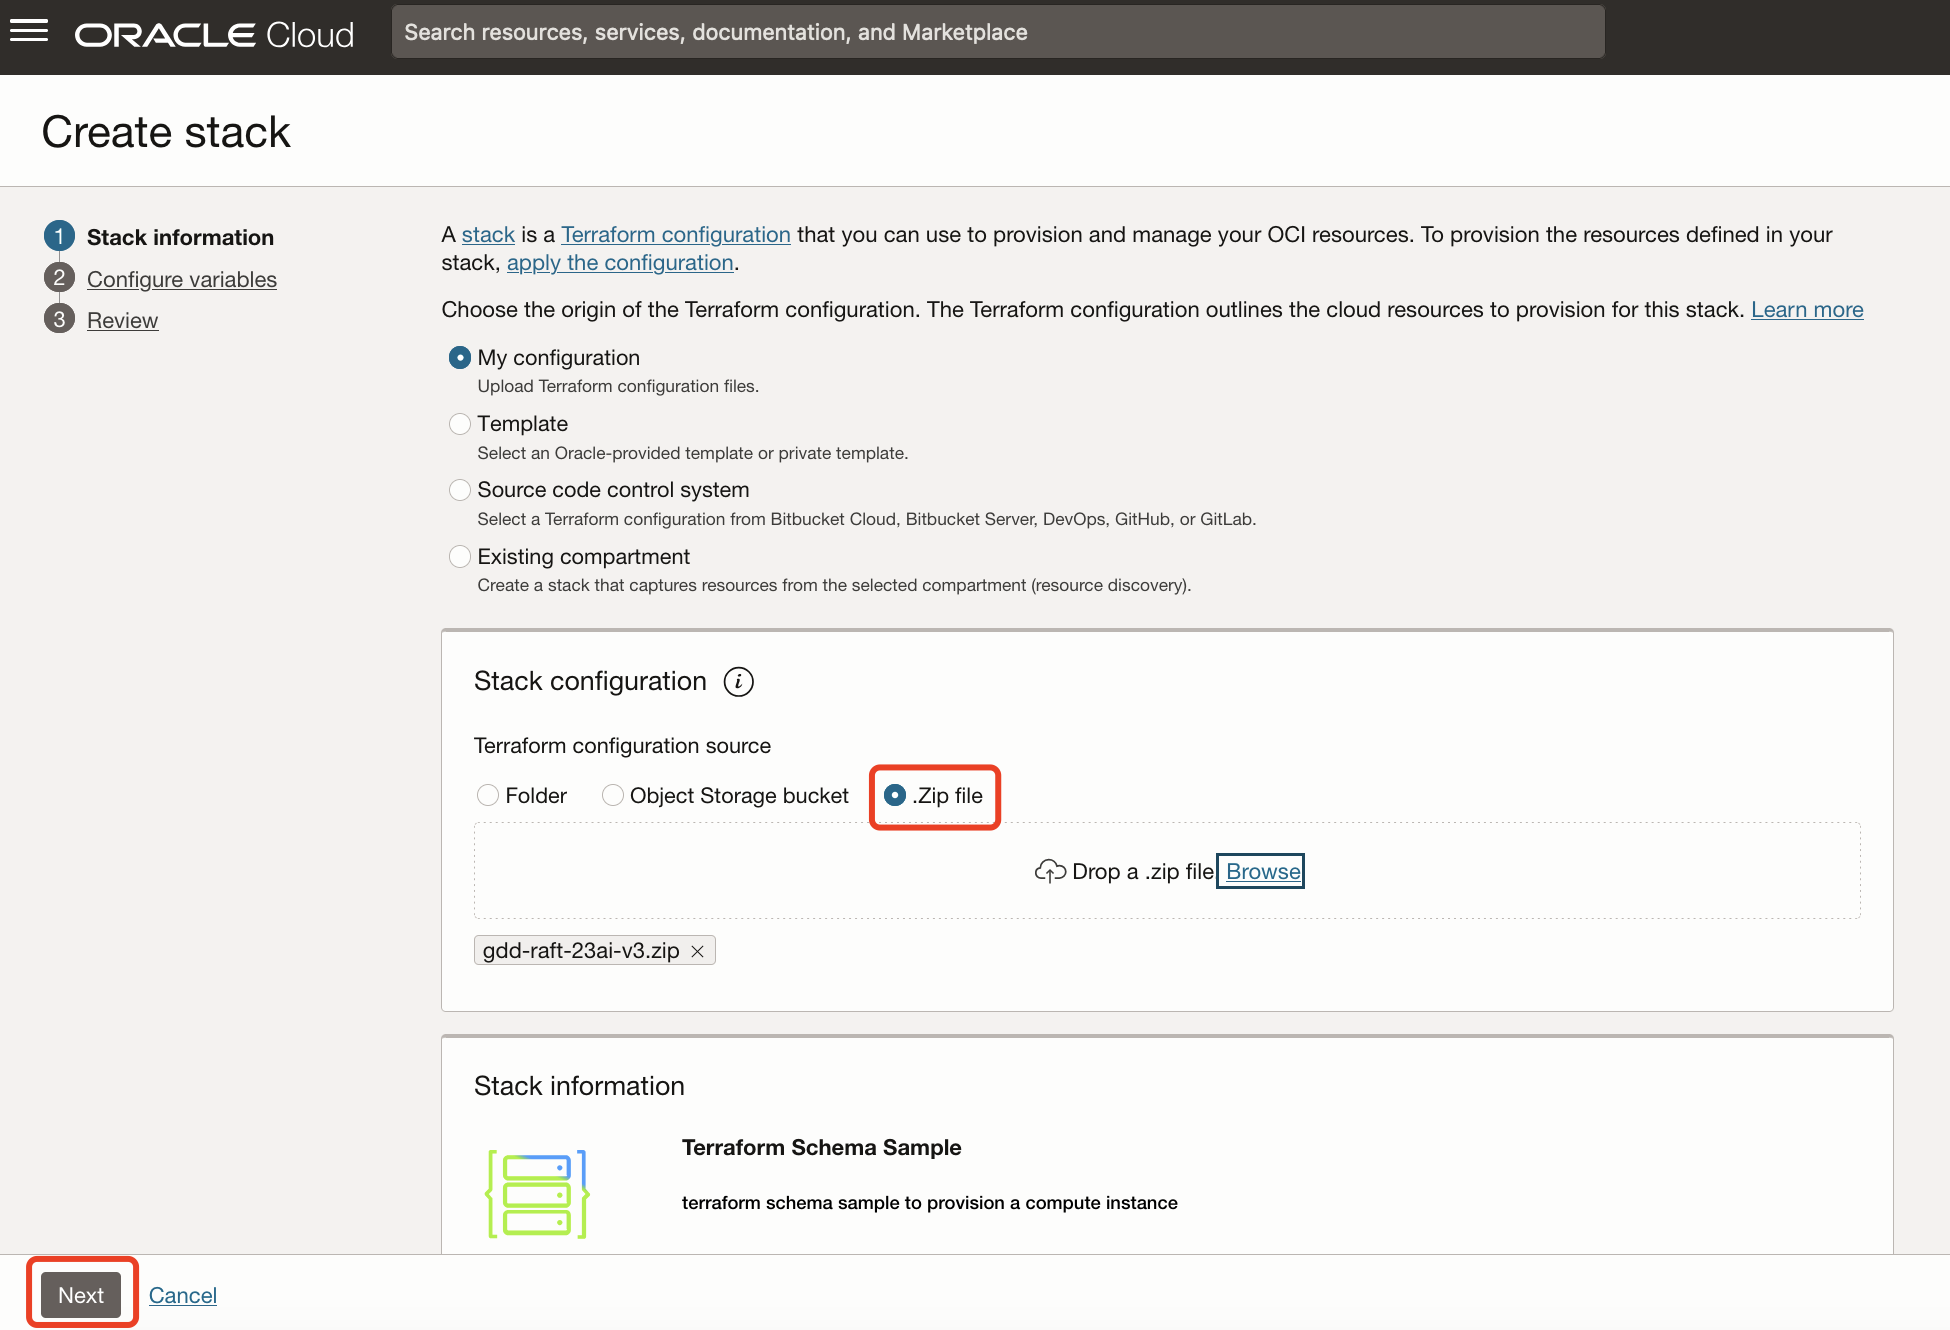 ORACLE Cloud
Search resources, services, documentation, and Marketplace
Create stack
1 Stack information
2 Configure variables
3 Review
A stack is a Terraform configuration that you can use to provision and manage your OCI resources. To provision the resources defined in your
stack, apply the configuration.
Choose the origin of the Terraform configuration. The Terraform configuration outlines the cloud resources to provision for this stack. Learn more
My configuration
Upload Terraform configuration files.
Template
Select an Oracle-provided template or private template.
Source code control system
Select a Terraform configuration from Bitbucket Cloud, Bitbucket Server, DevOps, GitHub, or GitLab.
Existing compartment
Create a stack that captures resources from the selected compartment (resource discovery).
Stack configuration i
Terraform configuration source
Folder Object Storage bucket .Zip file
Drop a .zip file Browse
gdd-raft-23ai-v3.zip ×
Stack information
Terraform Schema Sample
terraform schema sample to provision a compute instance
Next Cancel